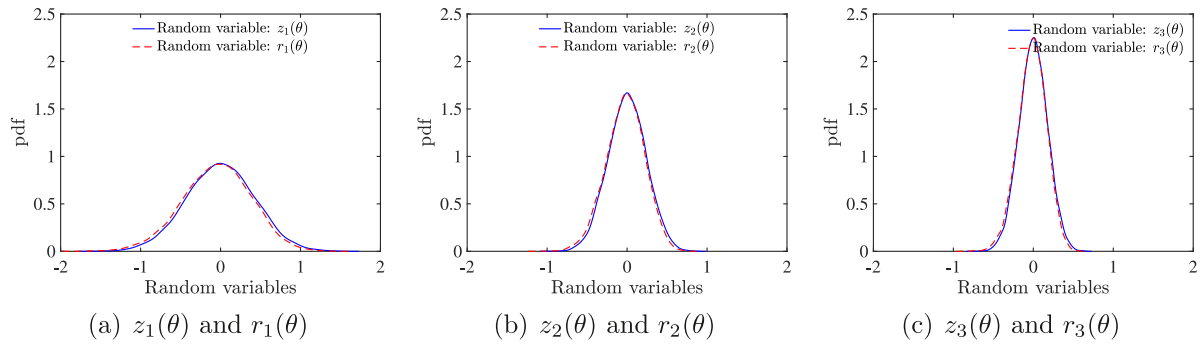 2.5
2
1.5
1
0.5
0
-2
-1
0
1
2
pdf
Random variables
Random variable: z₁(θ)
Random variable: r₁(θ)
(a) z₁(θ) and r₁(θ)
2.5
2
1.5
1
0.5
0
-2
-1
0
1
2
pdf
Random variables
Random variable: z₂(θ)
Random variable: r₂(θ)
(b) z₂(θ) and r₂(θ)
2.5
2
1.5
1
0.5
0
-2
-1
0
1
2
pdf
Random variables
Random variable: z₃(θ)
Random variable: r₃(θ)
(c) z₃(θ) and r₃(θ)